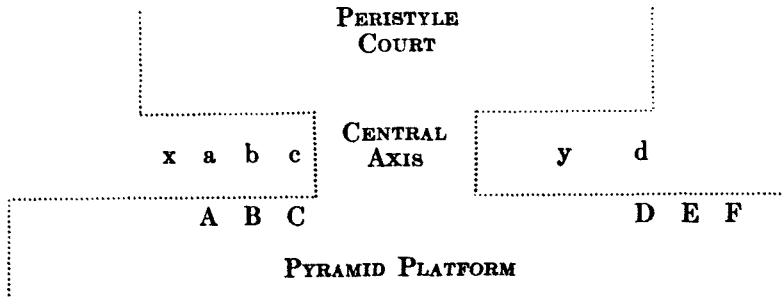 PERISTYLE
COURT
CENTRAL
AXIS
x a b c
y d
A B C
D E F
PYRAMID PLATFORM